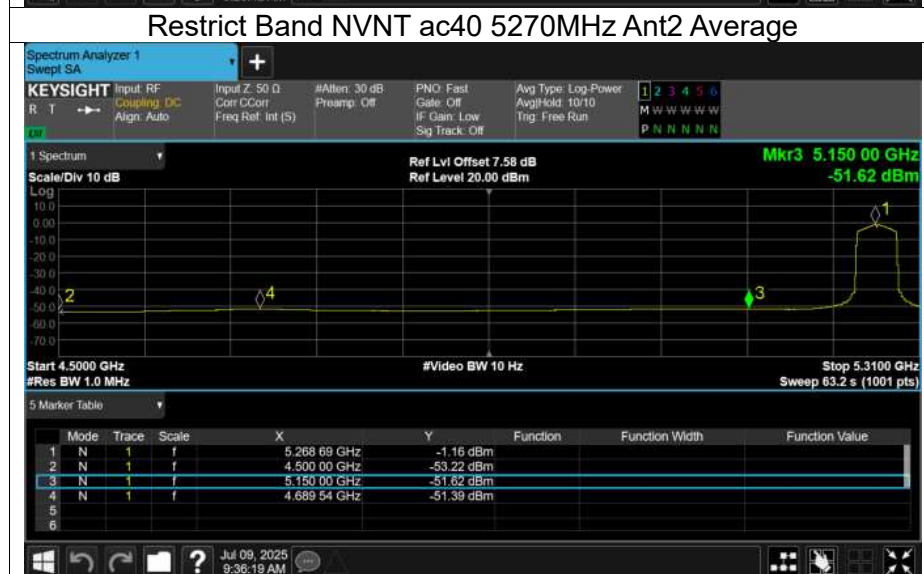 Restrict Band NVNT ac40 5270MHz Ant2 Average
Spectrum Analyzer 1
Swept SA
+
KEYSIGHT
R T
Input: RF
Coupling: DC
Align: Auto
Input Z: 50 Ω
Corr CCorr
Freq Ref: Int (S)
#Atten: 30 dB
Preamp: Off
PNO: Fast
Gate: Off
IF Gain: Low
Sig Track: Off
Avg Type: Log-Power
Avg|Hold: 10/10
Trig: Free Run
1 2 3 4 5 6
M W W W W W
P N N N N N
1 Spectrum
Scale/Div 10 dB
Ref Lvl Offset 7.58 dB
Ref Level 20.00 dBm
Mkr3 5.150 00 GHz
-51.62 dBm
Log
10.0
0.00
-10.0
-20.0
-30.0
-40.0
-50.0
-60.0
-70.0
2
4
3
1
Start 4.5000 GHz
#Res BW 1.0 MHz
#Video BW 10 Hz
Stop 5.3100 GHz
Sweep 63.2 s (1001 pts)
5 Marker Table
Mode Trace Scale X Y Function Function Width Function Value
1 N 1 f 5.268 69 GHz -1.16 dBm
2 N 1 f 4.500 00 GHz -53.22 dBm
3 N 1 f 5.150 00 GHz -51.62 dBm
4 N 1 f 4.689 54 GHz -51.39 dBm
5
6
?
Jul 09, 2025
9:36:19 AM